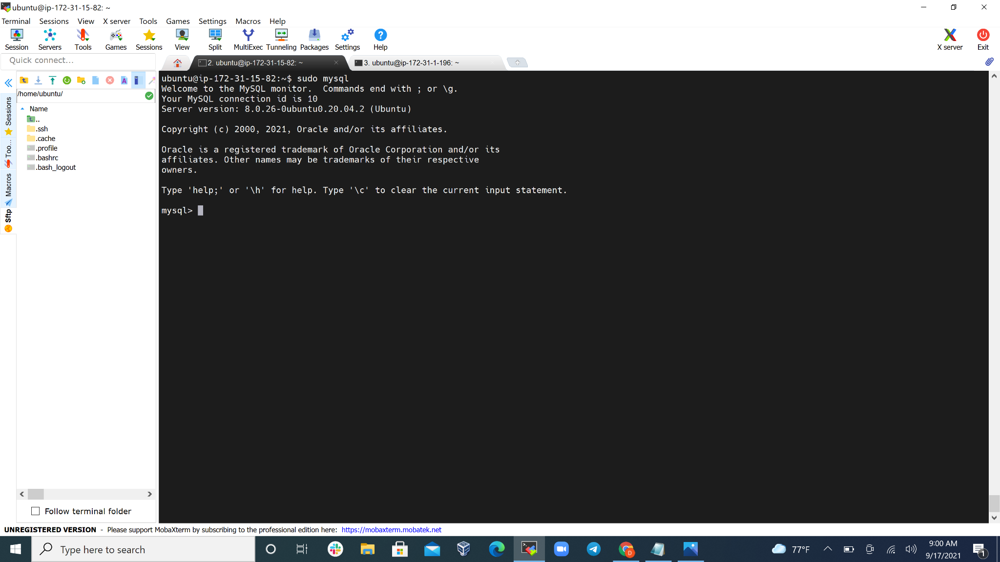 ubuntu@ip-172-31-15-82: ~
Terminal Sessions View X server Tools Games Settings Macros Help
Session Servers Tools Games Sessions View Split MultiExec Tunneling Packages Settings Help X server Exit
Quick connect...
2. ubuntu@ip-172-31-15-82: ~
3. ubuntu@ip-172-31-1-196: ~
/home/ubuntu/
Name
..
.ssh
.cache
.profile
.bashrc
.bash_logout
Sessions
Too...
Macros
Sftp
Follow terminal folder
ubuntu@ip-172-31-15-82:~$ sudo mysql
Welcome to the MySQL monitor.  Commands end with ; or \g.
Your MySQL connection id is 10
Server version: 8.0.26-0ubuntu0.20.04.2 (Ubuntu)
Copyright (c) 2000, 2021, Oracle and/or its affiliates.
Oracle is a registered trademark of Oracle Corporation and/or its
affiliates. Other names may be trademarks of their respective
owners.
Type 'help;' or '\h' for help. Type '\c' to clear the current input statement.
mysql>
UNREGISTERED VERSION - Please support MobaXterm by subscribing to the professional edition here: https://mobaxterm.mobatek.net
Type here to search
77°F
9:00 AM
9/17/2021
1